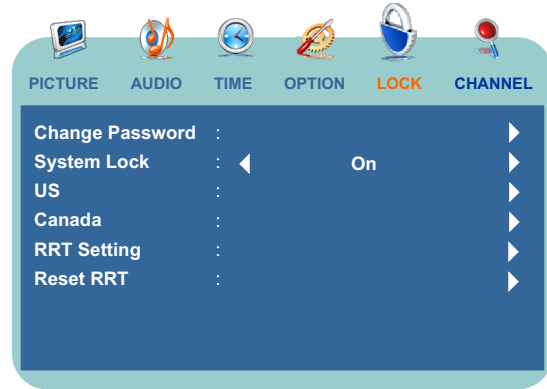 PICTURE AUDIO TIME OPTION LOCK CHANNEL
Change Password :
System Lock : On
US :
Canada :
RRT Setting :
Reset RRT :